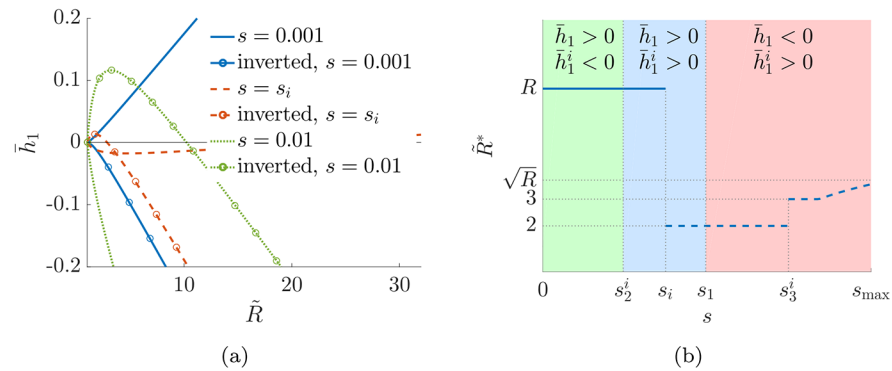 0.2
0.1
0
-0.1
-0.2
h̄₁
10
20
30
R̃
s = 0.001
inverted, s = 0.001
s = sᵢ
inverted, s = sᵢ
s = 0.01
inverted, s = 0.01
(a)
h̄₁ > 0
h̄₁ⁱ < 0
h̄₁ > 0
h̄₁ⁱ > 0
h̄₁ < 0
h̄₁ⁱ > 0
R
√R
3
2
R̃*
0
s₂ⁱ
sᵢ
s₁
s₃ⁱ
s_max
s
(b)